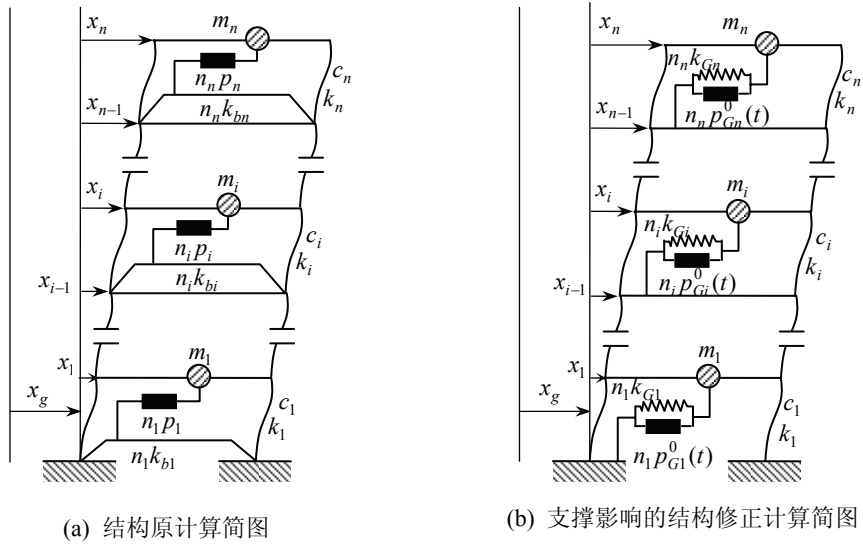 x_n
m_n
n_n p_n
c_n
k_n
x_{n-1}
n_n k_{bn}
x_i
m_i
n_i p_i
c_i
k_i
x_{i-1}
n_i k_{bi}
x_1
m_1
x_g
n_1 p_1
c_1
k_1
n_1 k_{b1}
(a) 结构原计算简图
x_n
m_n
n_n k_{Gn}
c_n
k_n
x_{n-1}
n_n p_{Gn}^0(t)
x_i
m_i
n_i k_{Gi}
c_i
k_i
x_{i-1}
n_i p_{Gi}^0(t)
x_1
m_1
n_1 k_{G1}
x_g
c_1
k_1
n_1 p_{G1}^0(t)
(b) 支撑影响的结构修正计算简图